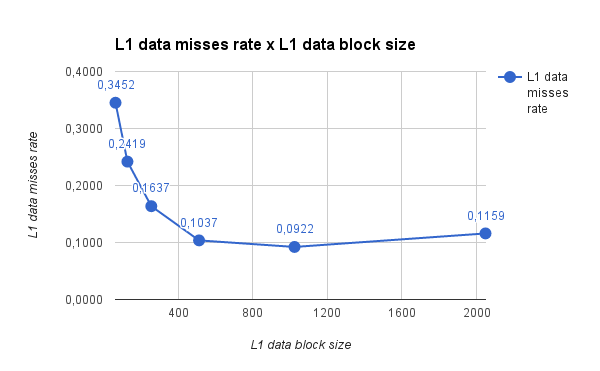 L1 data misses rate x L1 data block size
0,4000
0,3000
0,2000
0,1000
0,0000
L1 data misses rate
0,3452
0,2419
0,1637
0,1037
0,0922
0,1159
L1 data
misses
rate
400
800
1200
1600
2000
L1 data block size